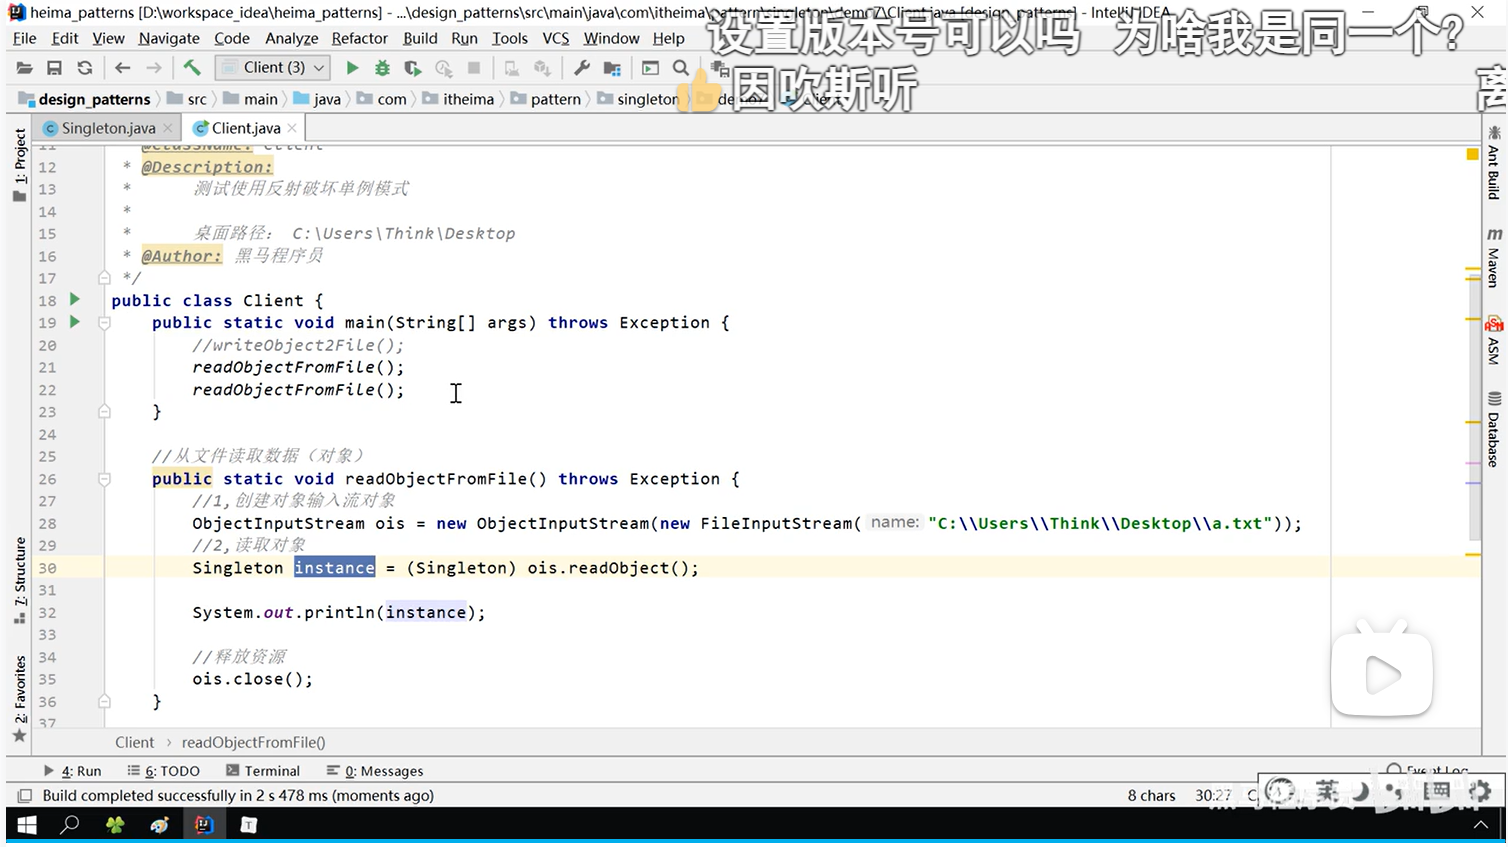 heima_patterns [D:\workspace_idea\heima_patterns] - ...\design_patterns\src\main\java\com\itheima\pattern\singleton\demo7\Client.java [design_patterns] - IntelliJ IDEA
File Edit View Navigate Code Analyze Refactor Build Run Tools VCS Window Help
设置版本号可以吗 为啥我是同一个?
Client (3)
因吹斯听
离
design_patterns src main java com itheima pattern singleton
Singleton.java Client.java
1: Project
Ant Build
Maven
ASM
Database
7: Structure
2: Favorites
11 @ClassName: Client
12 * @Description:
13 * 测试使用反射破坏单例模式
14 *
15 * 桌面路径: C:\Users\Think\Desktop
16 * @Author: 黑马程序员
17 */
18 public class Client {
19 public static void main(String[] args) throws Exception {
20 //writeObject2File();
21 readObjectFromFile();
22 readObjectFromFile();
23 }
24
25 //从文件读取数据（对象）
26 public static void readObjectFromFile() throws Exception {
27 //1,创建对象输入流对象
28 ObjectInputStream ois = new ObjectInputStream(new FileInputStream( name: "C:\\Users\\Think\\Desktop\\a.txt"));
29 //2,读取对象
30 Singleton instance = (Singleton) ois.readObject();
31
32 System.out.println(instance);
33
34 //释放资源
35 ois.close();
36 }
37
Client › readObjectFromFile()
4: Run 6: TODO Terminal 0: Messages Event Log
Build completed successfully in 2 s 478 ms (moments ago) 8 chars 30:27
英